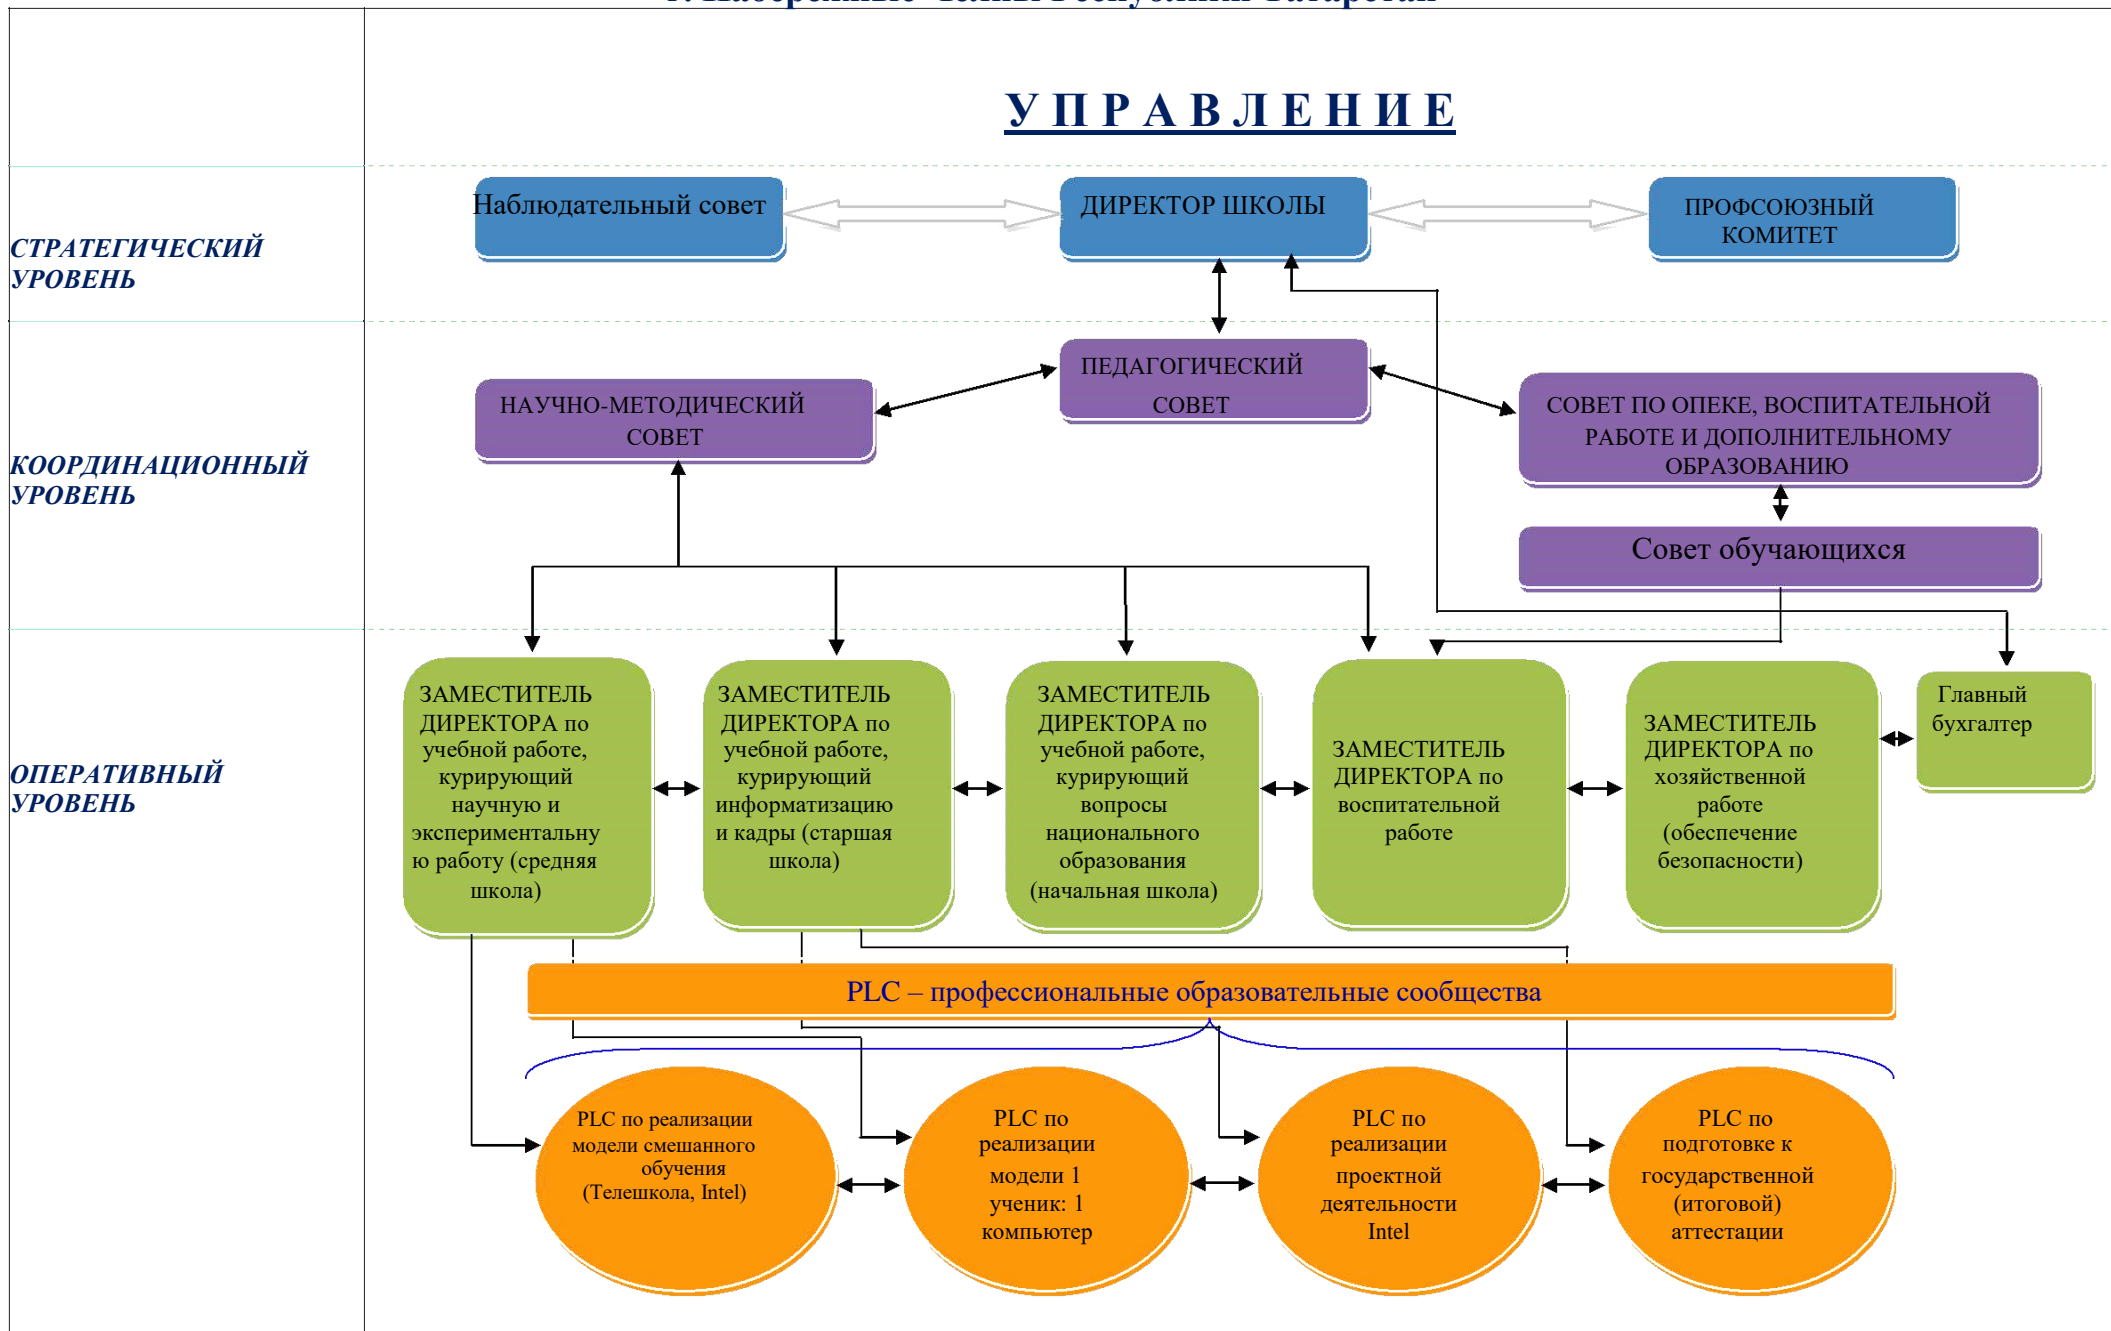 г. Набережные Челны Республики Татарстан
У П Р А В Л Е Н И Е
СТРАТЕГИЧЕСКИЙ
УРОВЕНЬ
Наблюдательный совет
ДИРЕКТОР ШКОЛЫ
ПРОФСОЮЗНЫЙ
КОМИТЕТ
КООРДИНАЦИОННЫЙ
УРОВЕНЬ
НАУЧНО-МЕТОДИЧЕСКИЙ
СОВЕТ
ПЕДАГОГИЧЕСКИЙ
СОВЕТ
СОВЕТ ПО ОПЕКЕ, ВОСПИТАТЕЛЬНОЙ
РАБОТЕ И ДОПОЛНИТЕЛЬНОМУ
ОБРАЗОВАНИЮ
Совет обучающихся
ОПЕРАТИВНЫЙ
УРОВЕНЬ
ЗАМЕСТИТЕЛЬ
ДИРЕКТОРА по
учебной работе,
курирующий
научную и
экспериментальну
ю работу (средняя
школа)
ЗАМЕСТИТЕЛЬ
ДИРЕКТОРА по
учебной работе,
курирующий
информатизацию
и кадры (старшая
школа)
ЗАМЕСТИТЕЛЬ
ДИРЕКТОРА по
учебной работе,
курирующий
вопросы
национального
образования
(начальная школа)
ЗАМЕСТИТЕЛЬ
ДИРЕКТОРА по
воспитательной
работе
ЗАМЕСТИТЕЛЬ
ДИРЕКТОРА по
хозяйственной
работе
(обеспечение
безопасности)
Главный
бухгалтер
PLC – профессиональные образовательные сообщества
PLC по реализации
модели смешанного
обучения
(Телешкола, Intel)
PLC по
реализации
модели 1
ученик: 1
компьютер
PLC по
реализации
проектной
деятельности
Intel
PLC по
подготовке к
государственной
(итоговой)
аттестации